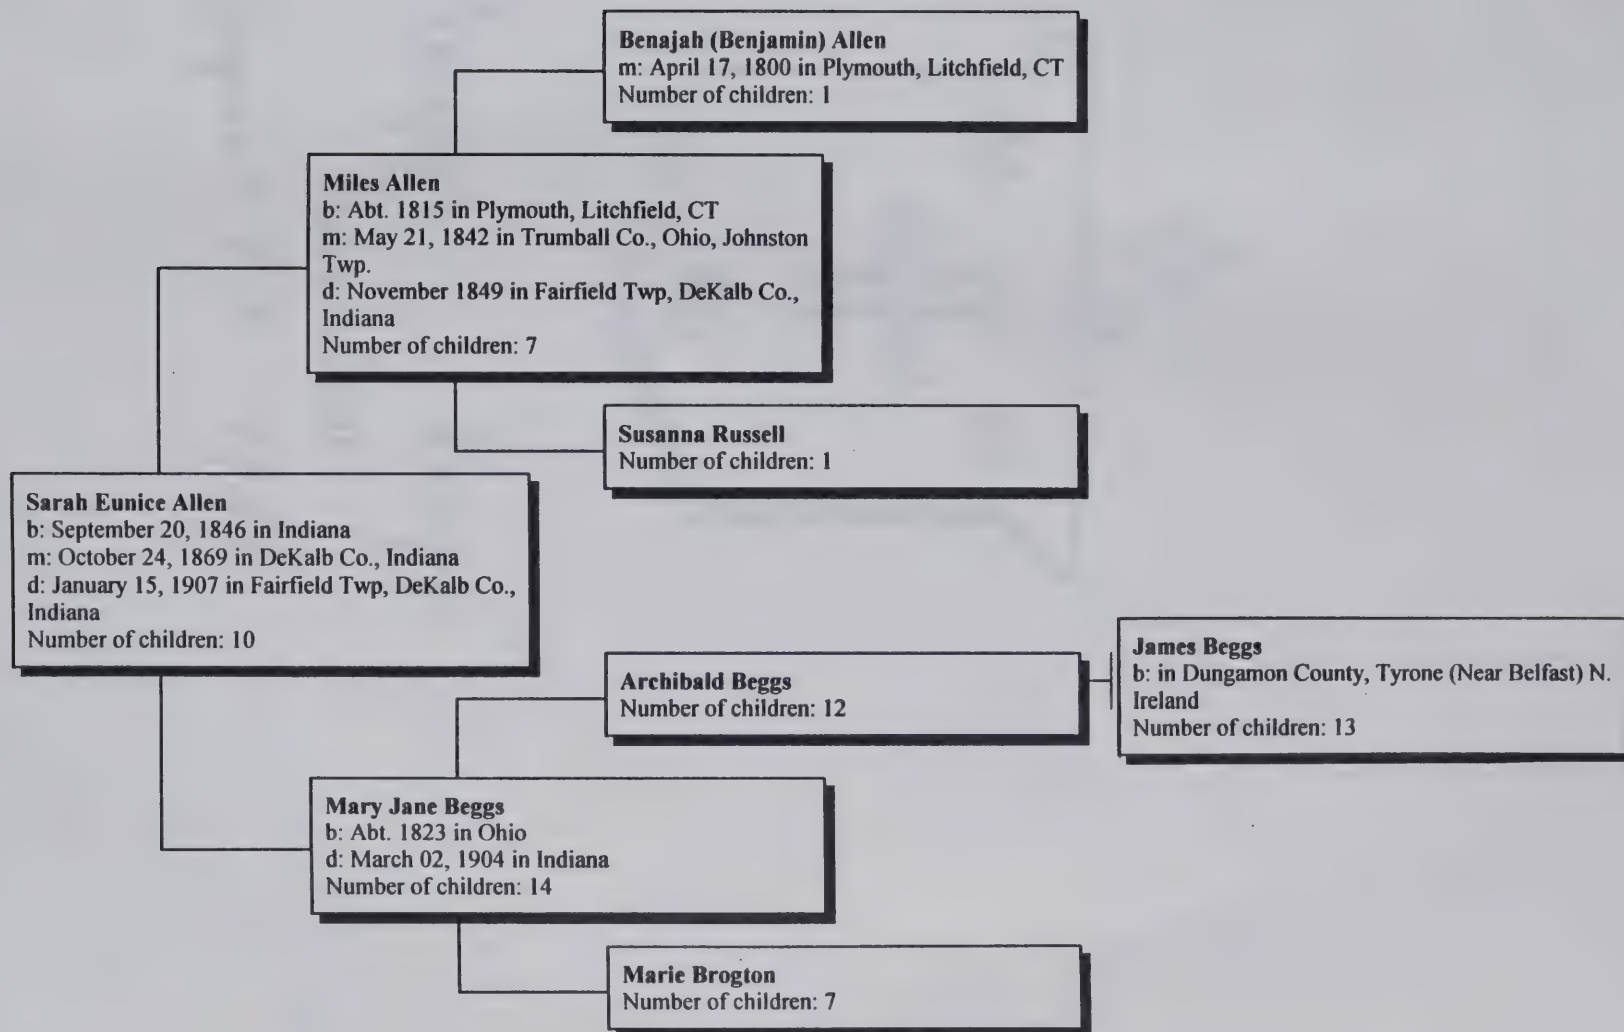 Benajah (Benjamin) Allen
m: April 17, 1800 in Plymouth, Litchfield, CT
Number of children: 1
Miles Allen
b: Abt. 1815 in Plymouth, Litchfield, CT
m: May 21, 1842 in Trumball Co., Ohio, Johnston
Twp.
d: November 1849 in Fairfield Twp, DeKalb Co.,
Indiana
Number of children: 7
Susanna Russell
Number of children: 1
Sarah Eunice Allen
b: September 20, 1846 in Indiana
m: October 24, 1869 in DeKalb Co., Indiana
d: January 15, 1907 in Fairfield Twp, DeKalb Co.,
Indiana
Number of children: 10
Archibald Beggs
Number of children: 12
James Beggs
b: in Dungamon County, Tyrone (Near Belfast) N.
Ireland
Number of children: 13
Mary Jane Beggs
b: Abt. 1823 in Ohio
d: March 02, 1904 in Indiana
Number of children: 14
Marie Brogton
Number of children: 7